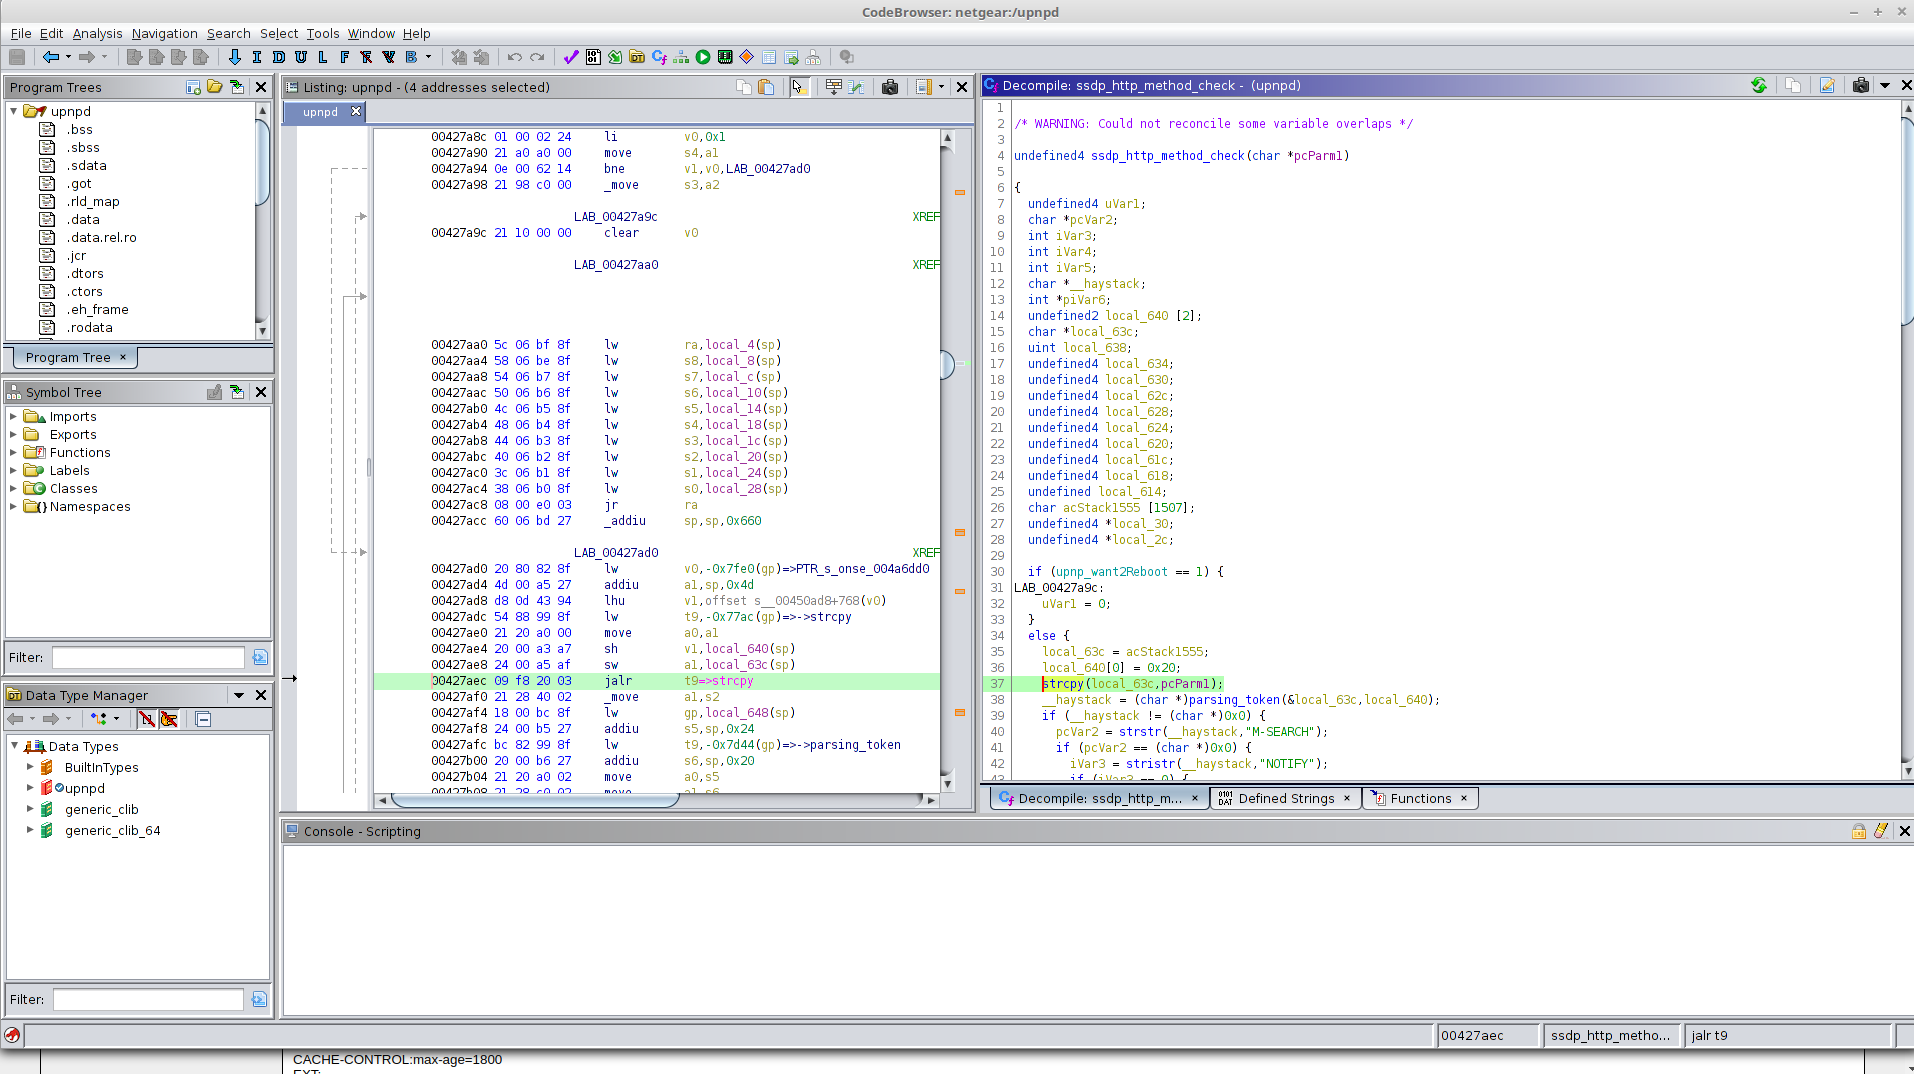 CodeBrowser: netgear:/upnpd
File Edit Analysis Navigation Search Select Tools Window Help
I D U L F R V B
Program Trees
upnpd
.bss
.sbss
.sdata
.got
.rld_map
.data
.data.rel.ro
.jcr
.dtors
.ctors
.eh_frame
.rodata
Program Tree ×
Symbol Tree
Imports
Exports
Functions
Labels
Classes
Namespaces
Filter:
Data Type Manager
Data Types
BuiltInTypes
upnpd
generic_clib
generic_clib_64
Filter:
Listing: upnpd - (4 addresses selected)
upnpd
00427a8c 01 00 02 24 li v0,0x1
00427a90 21 a0 a0 00 move s4,a1
00427a94 0e 00 62 14 bne v1,v0,LAB_00427ad0
00427a98 21 98 c0 00 _move s3,a2
LAB_00427a9c XREF
00427a9c 21 10 00 00 clear v0
LAB_00427aa0 XREF
00427aa0 5c 06 bf 8f lw ra,local_4(sp)
00427aa4 58 06 be 8f lw s8,local_8(sp)
00427aa8 54 06 b7 8f lw s7,local_c(sp)
00427aac 50 06 b6 8f lw s6,local_10(sp)
00427ab0 4c 06 b5 8f lw s5,local_14(sp)
00427ab4 48 06 b4 8f lw s4,local_18(sp)
00427ab8 44 06 b3 8f lw s3,local_1c(sp)
00427abc 40 06 b2 8f lw s2,local_20(sp)
00427ac0 3c 06 b1 8f lw s1,local_24(sp)
00427ac4 38 06 b0 8f lw s0,local_28(sp)
00427ac8 08 00 e0 03 jr ra
00427acc 60 06 bd 27 _addiu sp,sp,0x660
LAB_00427ad0 XREF
00427ad0 20 80 82 8f lw v0,-0x7fe0(gp)=>PTR_s_onse_004a6dd0
00427ad4 4d 00 a5 27 addiu a1,sp,0x4d
00427ad8 d8 0d 43 94 lhu v1,offset s__00450ad8+768(v0)
00427adc 54 88 99 8f lw t9,-0x77ac(gp)=>->strcpy
00427ae0 21 20 a0 00 move a0,a1
00427ae4 20 00 a3 a7 sh v1,local_640(sp)
00427ae8 24 00 a5 af sw a1,local_63c(sp)
00427aec 09 f8 20 03 jalr t9=>strcpy
00427af0 21 28 40 02 _move a1,s2
00427af4 18 00 bc 8f lw gp,local_648(sp)
00427af8 24 00 b5 27 addiu s5,sp,0x24
00427afc bc 82 99 8f lw t9,-0x7d44(gp)=>->parsing_token
00427b00 20 00 b6 27 addiu s6,sp,0x20
00427b04 21 20 a0 02 move a0,s5
00427b08 21 28 c0 02 move a1,s6
Decompile: ssdp_http_method_check - (upnpd)
1
2 /* WARNING: Could not reconcile some variable overlaps */
3
4 undefined4 ssdp_http_method_check(char *pcParm1)
5
6 {
7 undefined4 uVar1;
8 char *pcVar2;
9 int iVar3;
10 int iVar4;
11 int iVar5;
12 char *__haystack;
13 int *piVar6;
14 undefined2 local_640 [2];
15 char *local_63c;
16 uint local_638;
17 undefined4 local_634;
18 undefined4 local_630;
19 undefined4 local_62c;
20 undefined4 local_628;
21 undefined4 local_624;
22 undefined4 local_620;
23 undefined4 local_61c;
24 undefined4 local_618;
25 undefined local_614;
26 char acStack1555 [1507];
27 undefined4 *local_30;
28 undefined4 *local_2c;
29
30 if (upnp_want2Reboot == 1) {
31 LAB_00427a9c:
32 uVar1 = 0;
33 }
34 else {
35 local_63c = acStack1555;
36 local_640[0] = 0x20;
37 strcpy(local_63c,pcParm1);
38 __haystack = (char *)parsing_token(&local_63c,local_640);
39 if (__haystack != (char *)0x0) {
40 pcVar2 = strstr(__haystack,"M-SEARCH");
41 if (pcVar2 == (char *)0x0) {
42 iVar3 = stristr(__haystack,"NOTIFY");
43 if (iVar3 == 0) {
Decompile: ssdp_http_m... × Defined Strings × Functions ×
Console - Scripting
00427aec ssdp_http_metho... jalr t9
CACHE-CONTROL:max-age=1800
EXT: